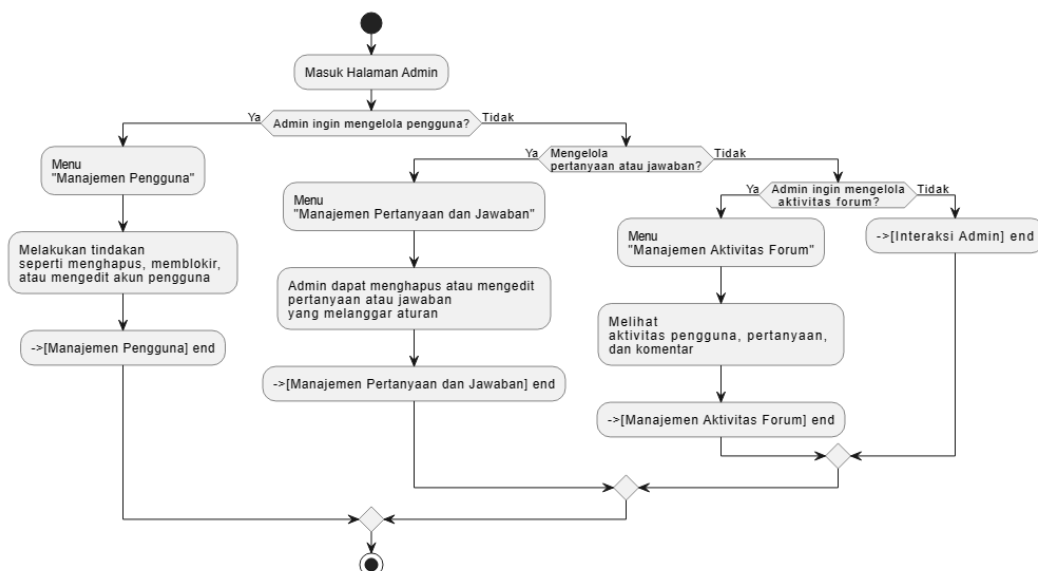 Masuk Halaman Admin
Ya
Admin ingin mengelola pengguna?
Tidak
Menu
"Manajemen Pengguna"
Melakukan tindakan
seperti menghapus, memblokir,
atau mengedit akun pengguna
->[Manajemen Pengguna] end
Ya
Mengelola
pertanyaan atau jawaban?
Tidak
Menu
"Manajemen Pertanyaan dan Jawaban"
Admin dapat menghapus atau mengedit
pertanyaan atau jawaban
yang melanggar aturan
->[Manajemen Pertanyaan dan Jawaban] end
Ya
Admin ingin mengelola
aktivitas forum?
Tidak
Menu
"Manajemen Aktivitas Forum"
Melihat
aktivitas pengguna, pertanyaan,
dan komentar
->[Manajemen Aktivitas Forum] end
->[Interaksi Admin] end